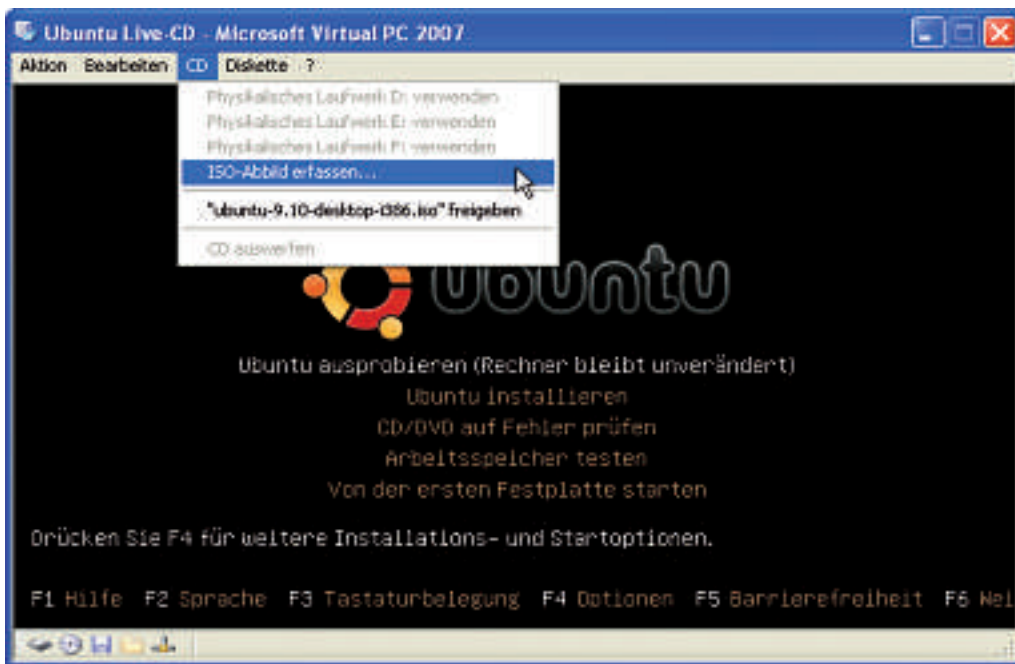 Ubuntu Live-CD - Microsoft Virtual PC 2007
Aktion Bearbeiten CD Diskette ?
Physikalisches Laufwerk D: verwenden
Physikalisches Laufwerk E: verwenden
Physikalisches Laufwerk F: verwenden
ISO-Abbild erfassen...
"ubuntu-9.10-desktop-i386.iso" freigeben
CD auswerfen
ubuntu
Ubuntu ausprobieren (Rechner bleibt unverändert)
Ubuntu installieren
CD/DVD auf Fehler prüfen
Arbeitsspeicher testen
Von der ersten Festplatte starten
Drücken Sie F4 für weitere Installations- und Startoptionen.
F1 Hilfe F2 Sprache F3 Tastaturbelegung F4 Optionen F5 Barrierefreiheit F6 Wei